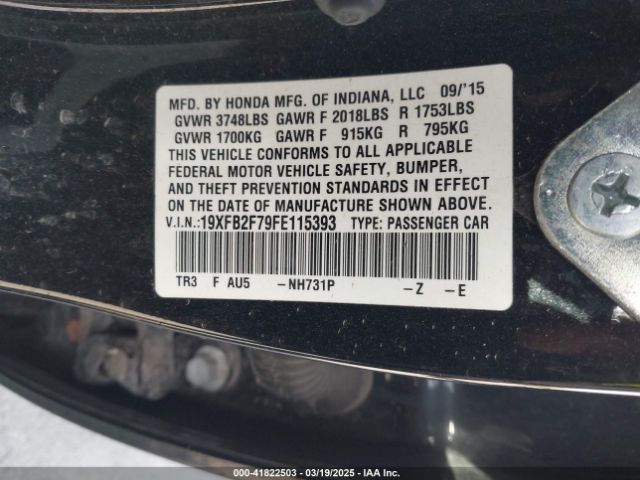 MFD. BY HONDA MFG. OF INDIANA, LLC 09/'15
GVWR 3748LBS GAWR F 2018LBS R 1753LBS
GVWR 1700KG GAWR F 915KG R 795KG
THIS VEHICLE CONFORMS TO ALL APPLICABLE
FEDERAL MOTOR VEHICLE SAFETY, BUMPER,
AND THEFT PREVENTION STANDARDS IN EFFECT
ON THE DATE OF MANUFACTURE SHOWN ABOVE.
V.I.N.:19XFB2F79FE115393 TYPE: PASSENGER CAR
TR3 F AU5 -NH731P -Z -E
000-41822503 | 03/19/2025 | IAA Inc.